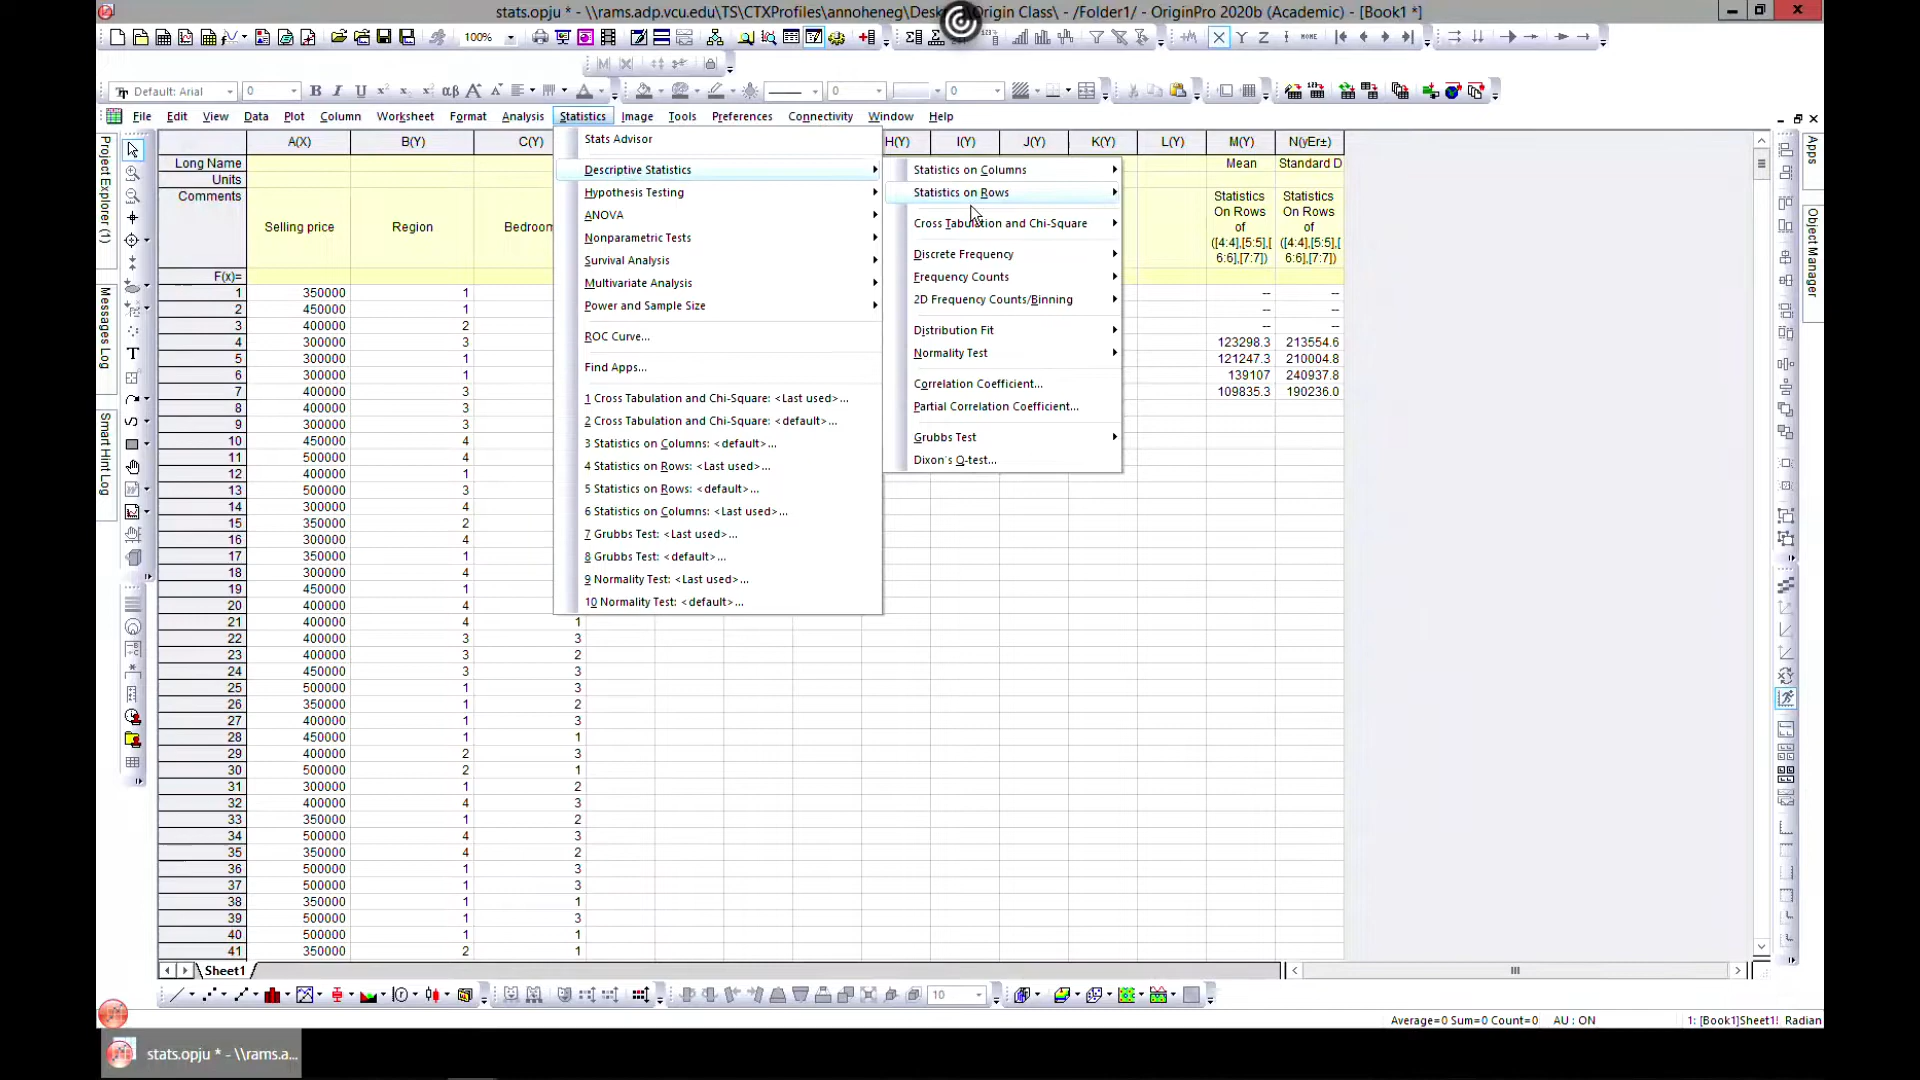 stats.opju * - \\rams.adp.vcu.edu\TS\CTXProfiles\annoheneg\Desk Origin Class\ - /Folder1/ - OriginPro 2020b (Academic) - [Book1 *]
100%
Default: Arial 0 B I U αβ A A 0 0
File Edit View Data Plot Column Worksheet Format Analysis Statistics Image Tools Preferences Connectivity Window Help
Project Explorer (1)
Messages Log
Smart Hint Log
Apps
Object Manager
A(X) B(Y) C(Y) H(Y) I(Y) J(Y) K(Y) L(Y) M(Y) N(yEr±)
Long Name Mean Standard D
Units
Comments Selling price Region Bedroom
Statistics On Rows of ([4:4],[5:5],[ 6:6],[7:7])
Statistics On Rows of ([4:4],[5:5],[ 6:6],[7:7])
F(x)=
Stats Advisor
Descriptive Statistics
Hypothesis Testing
ANOVA
Nonparametric Tests
Survival Analysis
Multivariate Analysis
Power and Sample Size
ROC Curve...
Find Apps...
1 Cross Tabulation and Chi-Square: <Last used>...
2 Cross Tabulation and Chi-Square: <default>...
3 Statistics on Columns: <default>...
4 Statistics on Rows: <Last used>...
5 Statistics on Rows: <default>...
6 Statistics on Columns: <Last used>...
7 Grubbs Test: <Last used>...
8 Grubbs Test: <default>...
9 Normality Test: <Last used>...
10 Normality Test: <default>...
Statistics on Columns
Statistics on Rows
Cross Tabulation and Chi-Square
Discrete Frequency
Frequency Counts
2D Frequency Counts/Binning
Distribution Fit
Normality Test
Correlation Coefficient...
Partial Correlation Coefficient...
Grubbs Test
Dixon's Q-test...
1 350000 1 -- --
2 450000 1 -- --
3 400000 2 -- --
4 300000 3 123298.3 213554.6
5 300000 1 121247.3 210004.8
6 300000 1 139107 240937.8
7 400000 3 109835.3 190236.0
8 400000 3
9 300000 3
10 450000 4
11 500000 4
12 400000 1
13 500000 3
14 300000 4
15 350000 2
16 300000 4
17 350000 1
18 300000 4
19 450000 1
20 400000 4
21 400000 4 1
22 400000 3 3
23 400000 3 2
24 450000 3 3
25 500000 1 3
26 350000 1 2
27 400000 1 3
28 450000 1 1
29 400000 2 3
30 500000 2 1
31 300000 1 2
32 400000 4 3
33 350000 1 2
34 500000 4 3
35 350000 4 2
36 500000 1 3
37 500000 1 3
38 350000 1 1
39 500000 1 3
40 500000 1 1
41 350000 2 1
Sheet1
10
Average=0 Sum=0 Count=0 AU : ON 1: [Book1]Sheet1! Radian
stats.opju * - \\rams.a...